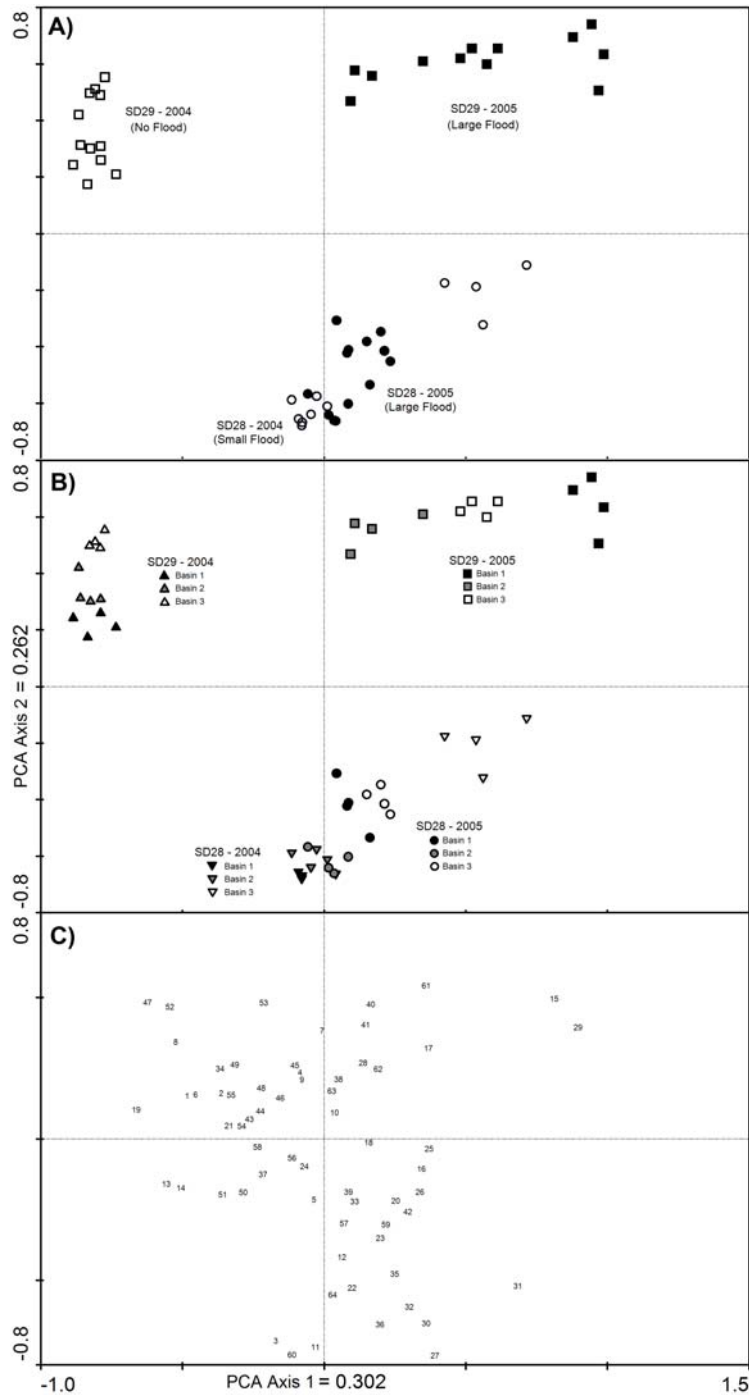 0.8
A)
SD29 - 2004
(No Flood)
SD29 - 2005
(Large Flood)
SD28 - 2005
(Large Flood)
SD28 - 2004
(Small Flood)
-0.8
0.8
B)
SD29 - 2004
Basin 1
Basin 2
Basin 3
SD29 - 2005
Basin 1
Basin 2
Basin 3
PCA Axis 2 = 0.262
SD28 - 2004
Basin 1
Basin 2
Basin 3
SD28 - 2005
Basin 1
Basin 2
Basin 3
-0.8
0.8
C)
61
15
47 52 53 40
7 41 29
8 17
34 49 45 4 9 28 62
38
1 6 2 55 48 46 63
19 44 10
21 54 43
58 18 25
56 24 16
13 14 37
51 50 5 39 33 20 26
42
57 59
23
12
35
22 64 31
32
36 30
3 11
60 27
-0.8
-1.0 PCA Axis 1 = 0.302 1.5